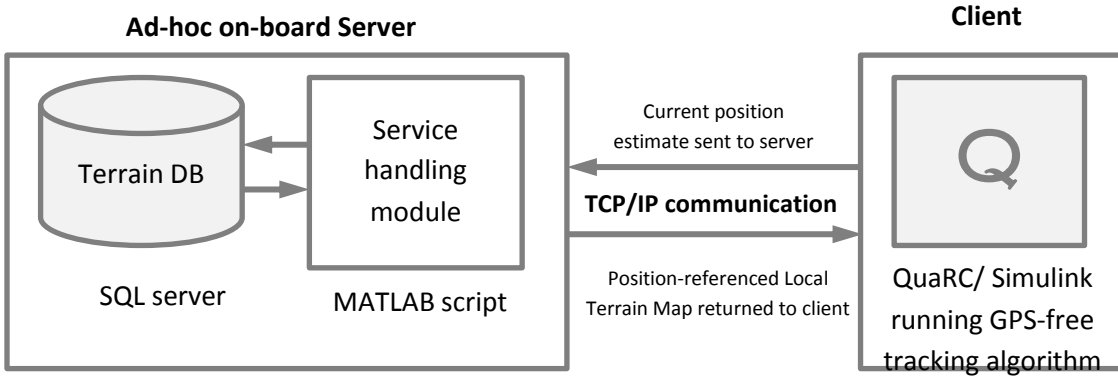 Ad-hoc on-board Server
Client
Terrain DB
Service
handling
module
SQL server
MATLAB script
Current position
estimate sent to server
TCP/IP communication
Position-referenced Local
Terrain Map returned to client
Q
QuaRC/ Simulink
running GPS-free
tracking algorithm